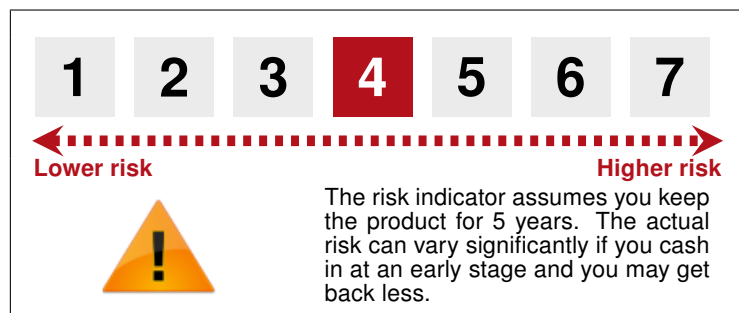 1 2 3 4 5 6 7
Lower risk Higher risk
The risk indicator assumes you keep
the product for 5 years. The actual
risk can vary significantly if you cash
in at an early stage and you may get
back less.